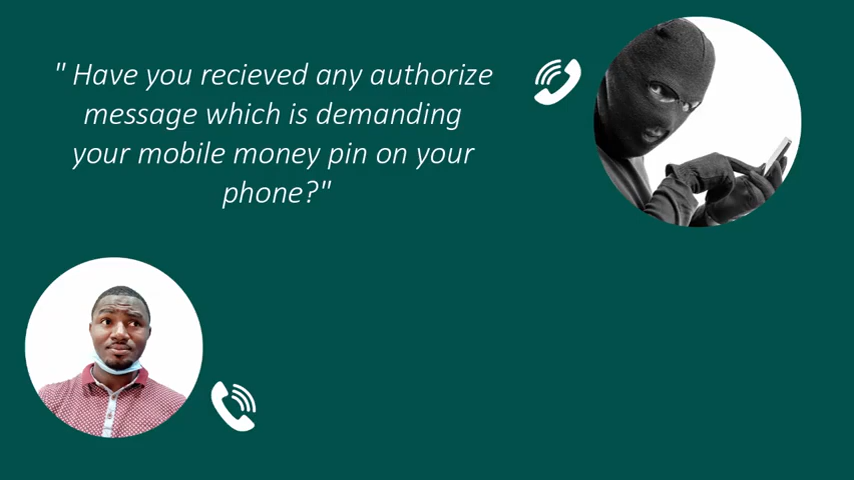 " Have you recieved any authorize
message which is demanding
your mobile money pin on your
phone?"